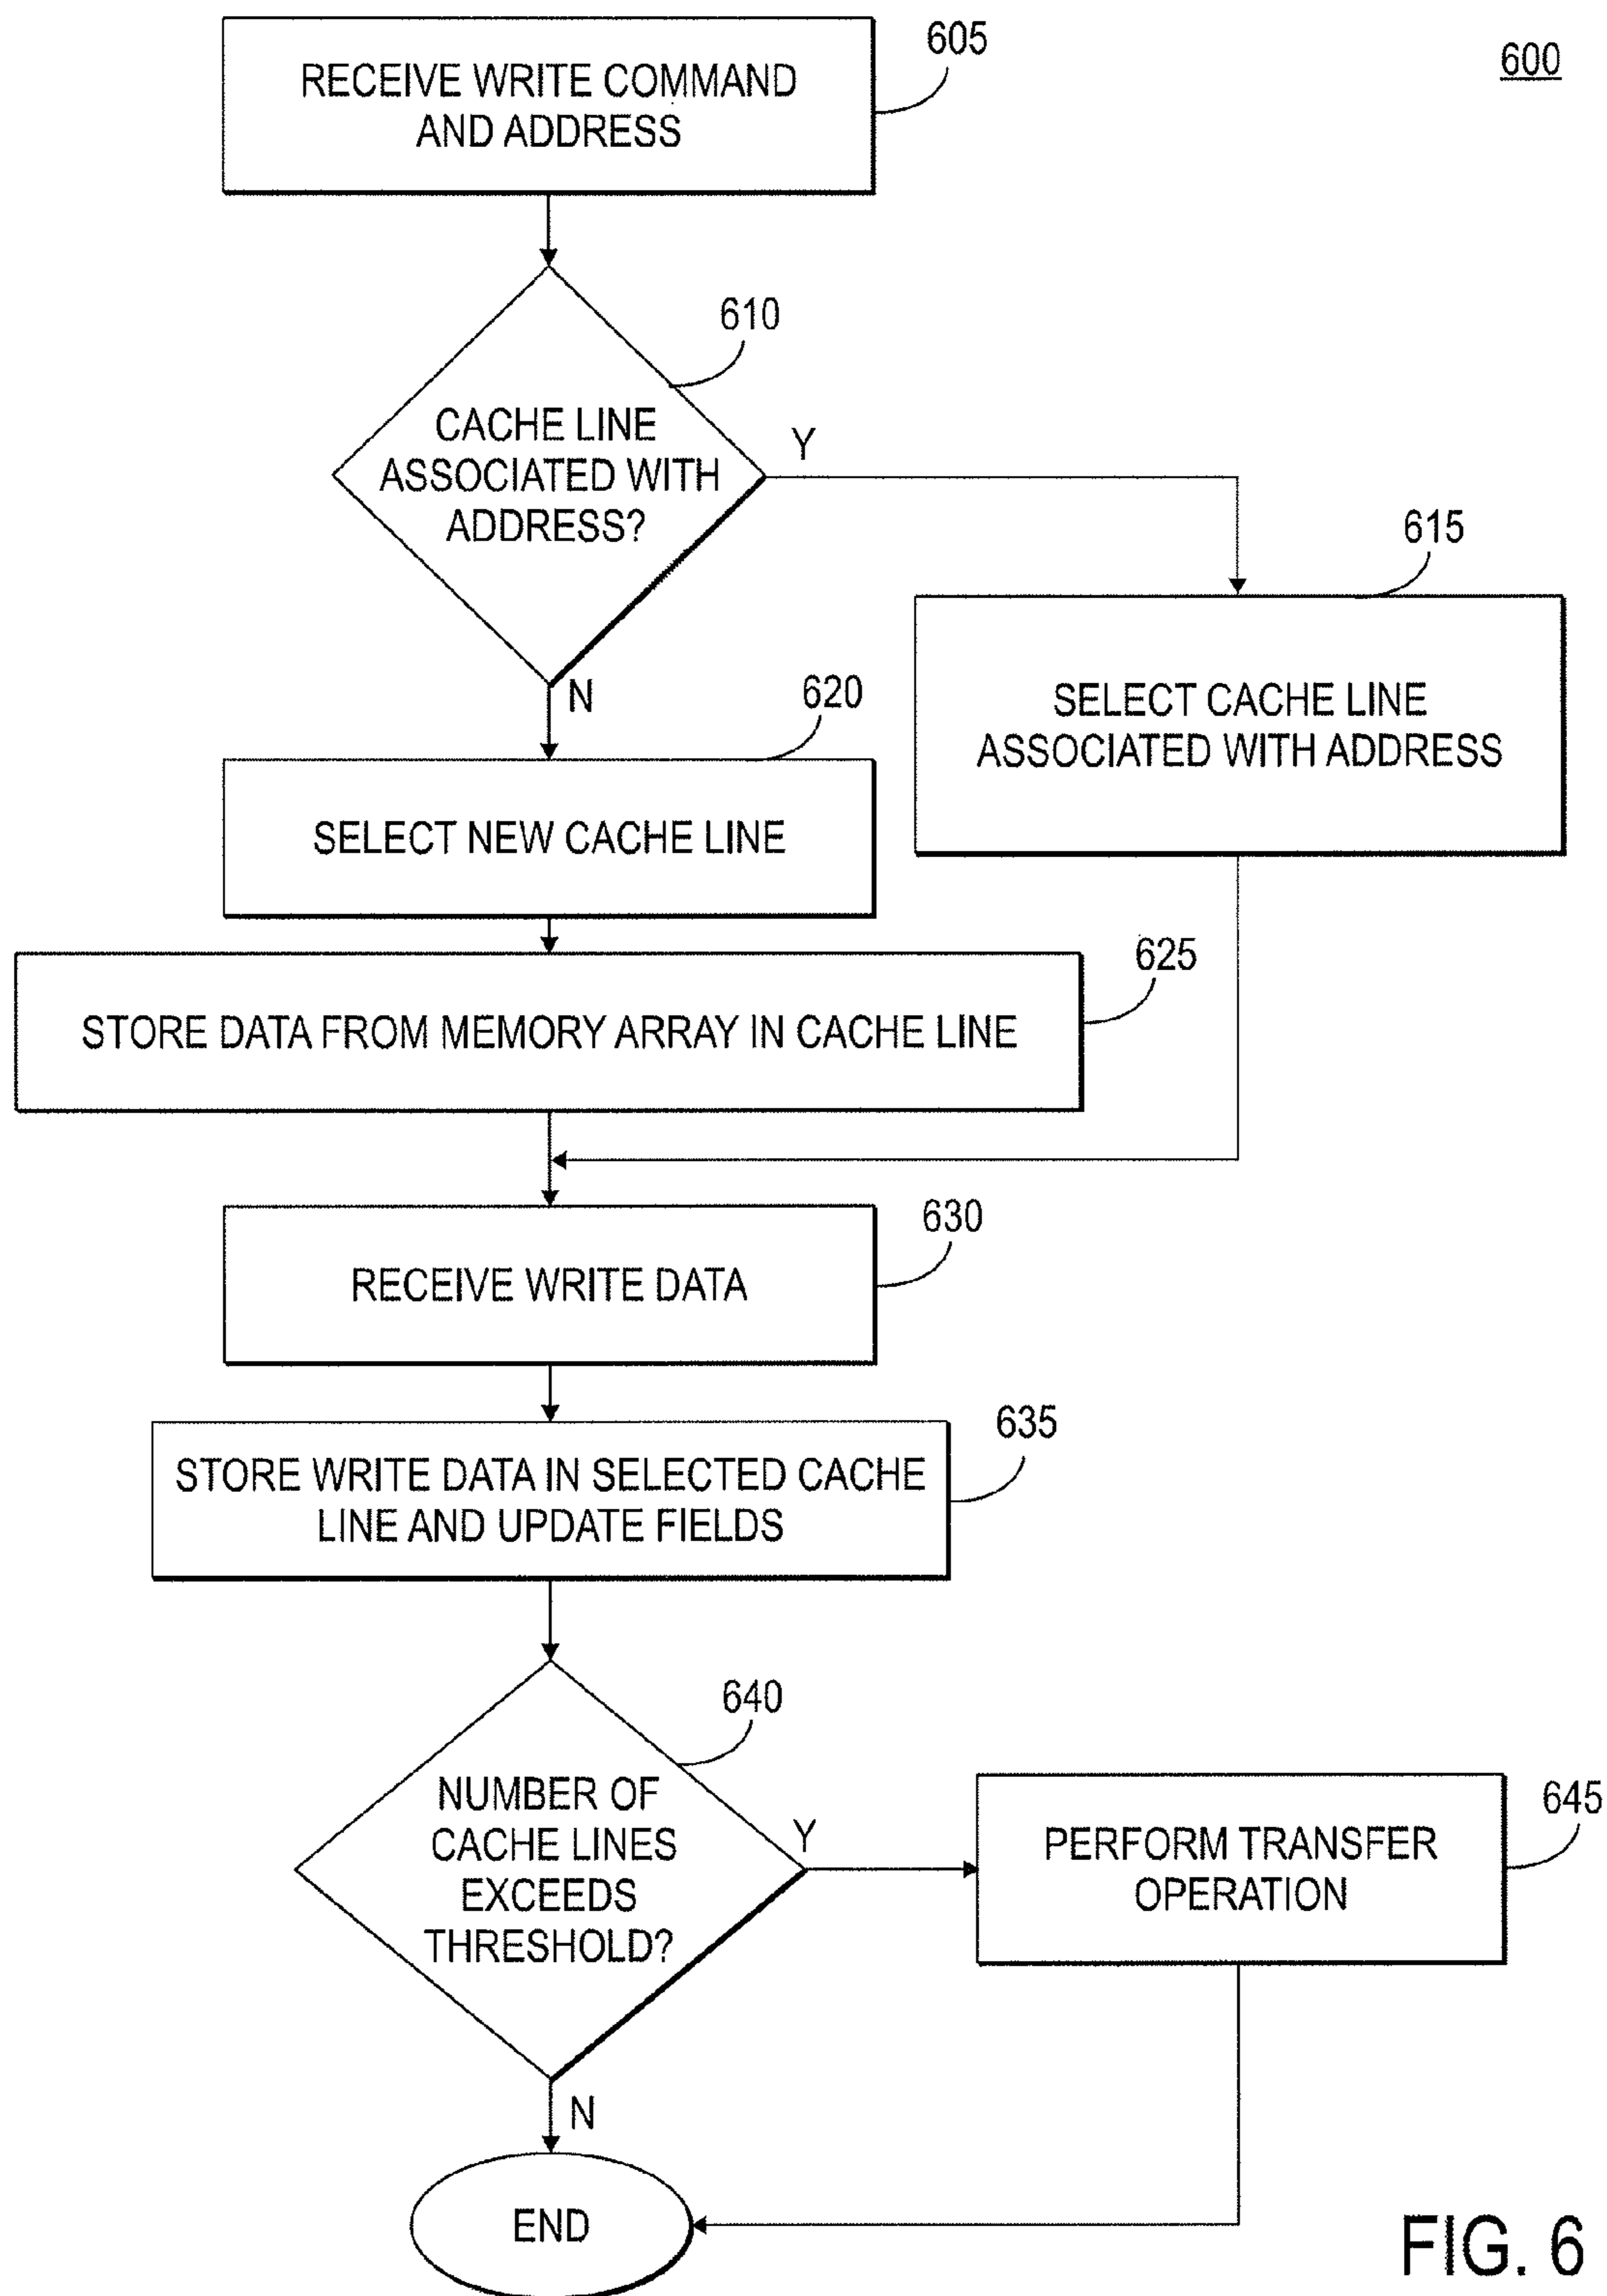 600
605
RECEIVE WRITE COMMAND
AND ADDRESS
610
CACHE LINE
ASSOCIATED WITH
ADDRESS?
Y
N
615
SELECT CACHE LINE
ASSOCIATED WITH ADDRESS
620
SELECT NEW CACHE LINE
625
STORE DATA FROM MEMORY ARRAY IN CACHE LINE
630
RECEIVE WRITE DATA
635
STORE WRITE DATA IN SELECTED CACHE
LINE AND UPDATE FIELDS
640
NUMBER OF
CACHE LINES
EXCEEDS
THRESHOLD?
Y
N
645
PERFORM TRANSFER
OPERATION
END
FIG. 6